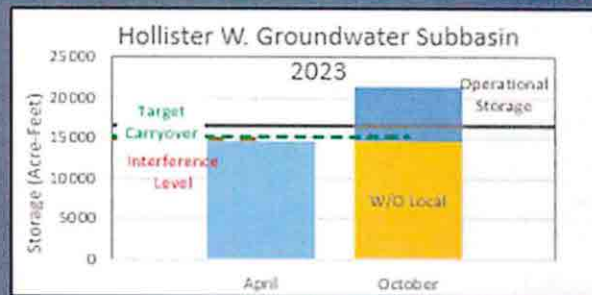 Hollister W. Groundwater Subbasin
2023
Storage (Acre-Feet)
25000
20000
15000
10000
5000
0
Operational
Storage
Target
Carryover
Interference
Level
W/O Local
April
October